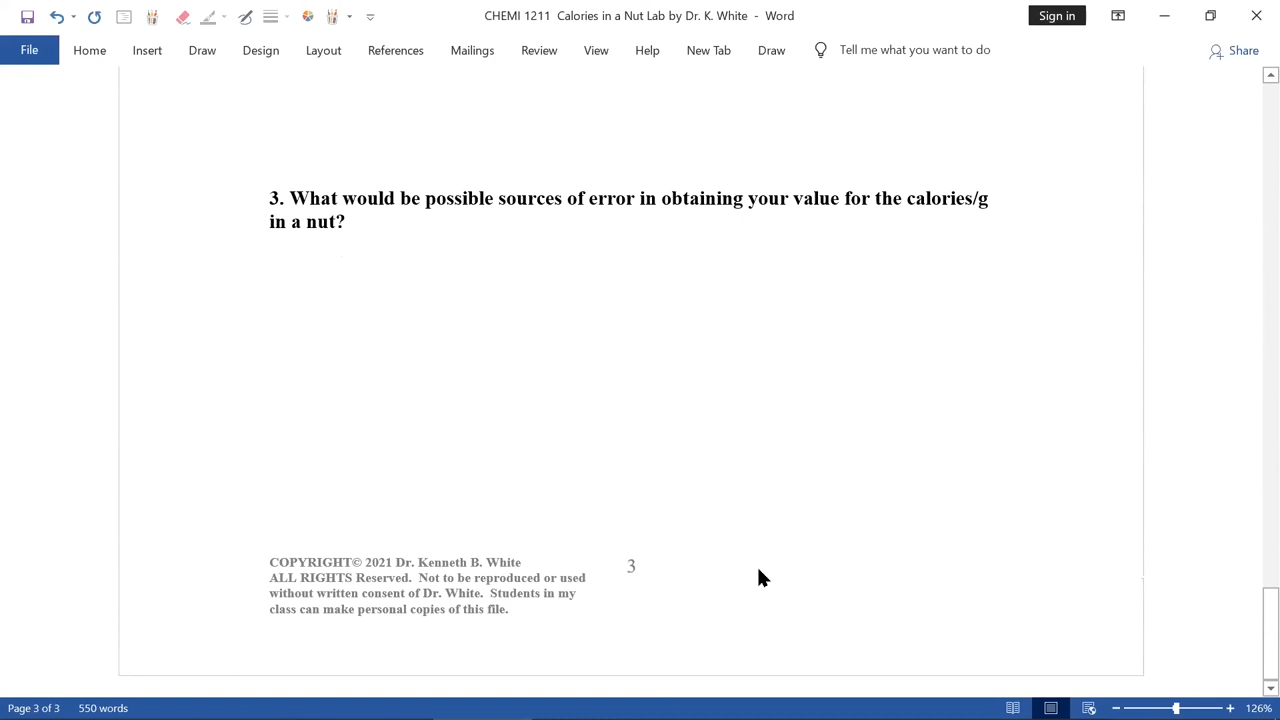 CHEMI 1211 Calories in a Nut Lab by Dr. K. White - Word
Sign in
File Home Insert Draw Design Layout References Mailings Review View Help New Tab Draw Tell me what you want to do Share
3. What would be possible sources of error in obtaining your value for the calories/g
in a nut?
COPYRIGHT© 2021 Dr. Kenneth B. White
ALL RIGHTS Reserved. Not to be reproduced or used
without written consent of Dr. White. Students in my
class can make personal copies of this file.
3
Page 3 of 3 550 words 126%